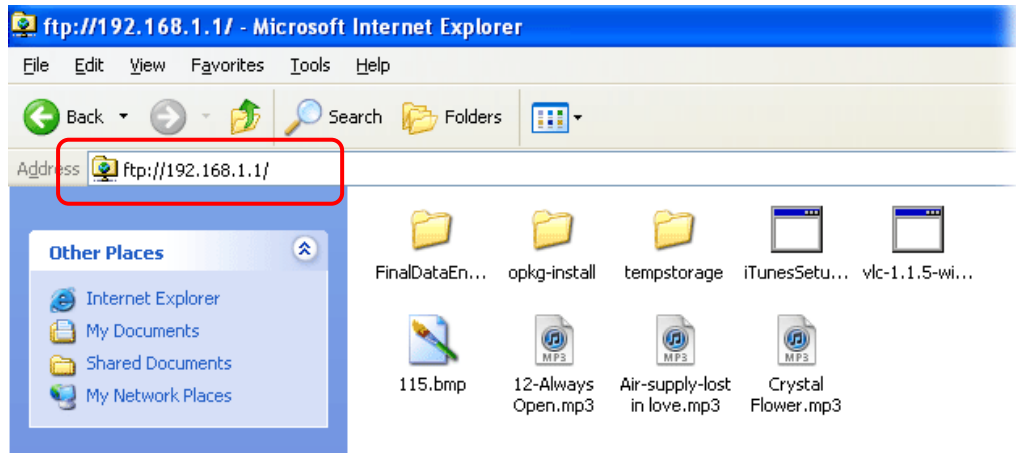 ftp://192.168.1.1/ - Microsoft Internet Explorer
File Edit View Favorites Tools Help
Back Search Folders
Address ftp://192.168.1.1/
Other Places
Internet Explorer
My Documents
Shared Documents
My Network Places
FinalDataEn... opkg-install tempstorage iTunesSetu... vlc-1.1.5-wi...
MP3 MP3 MP3
115.bmp 12-Always Air-supply-lost Crystal
Open.mp3 in love.mp3 Flower.mp3